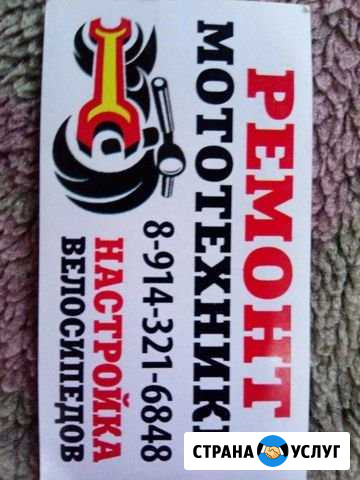 РЕМОНТ
МОТОТЕХНИКИ
8-914-321-6848
НАСТРОЙКА
ВЕЛОСИПЕДОВ
СТРАНА УСЛУГ